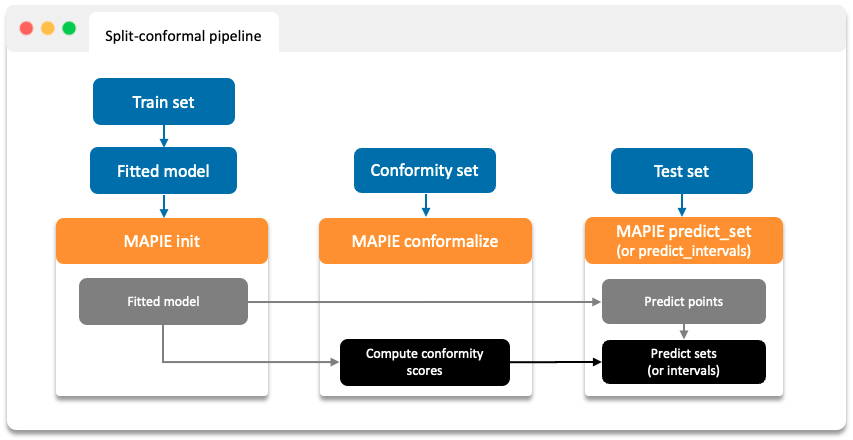 Split-conformal pipeline
Train set
Fitted model
Conformity set
Test set
MAPIE init
MAPIE conformalize
MAPIE predict_set
(or predict_intervals)
Fitted model
Predict points
Compute conformity
scores
Predict sets
(or intervals)